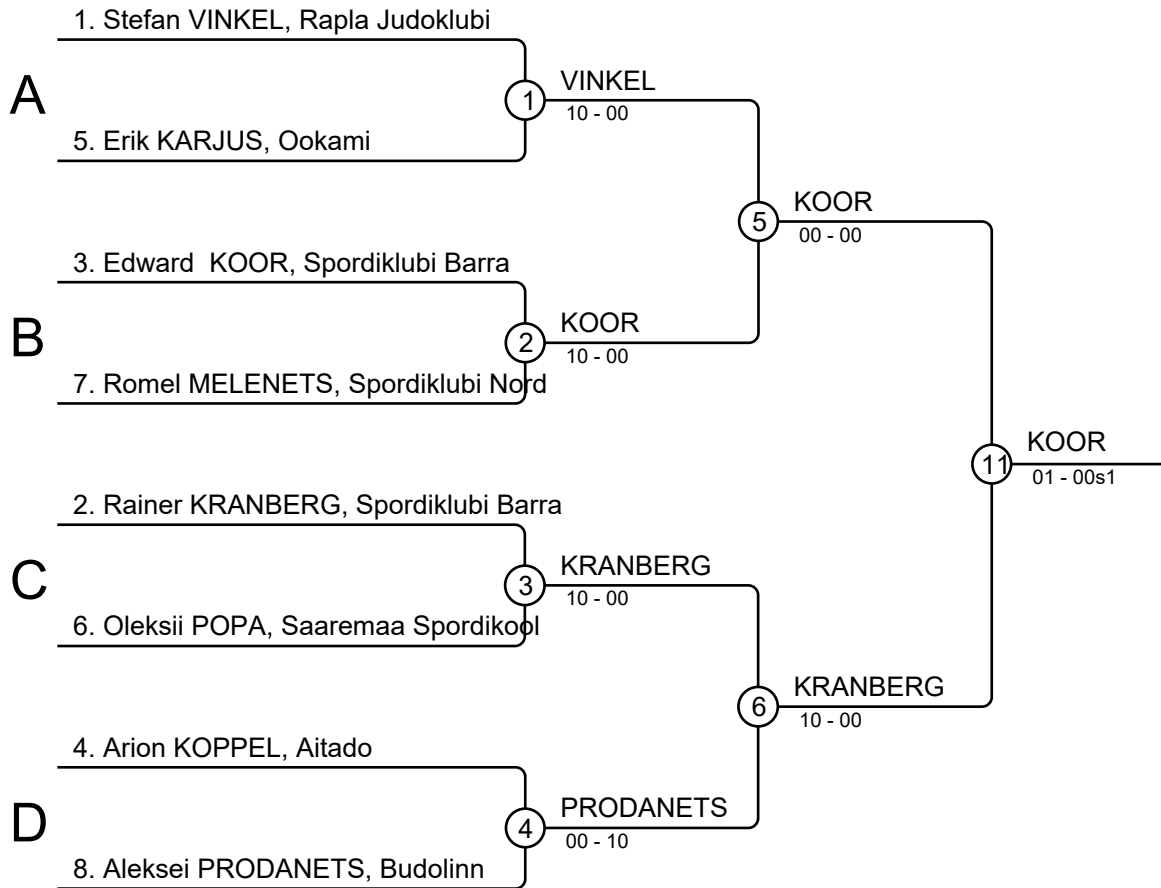 1. Stefan VINKEL, Rapla Judoklubi
A
1
VINKEL
10 - 00
5. Erik KARJUS, Ookami
5
KOOR
00 - 00
3. Edward  KOOR, Spordiklubi Barra
B
2
KOOR
10 - 00
7. Romel MELENETS, Spordiklubi Nord
11
KOOR
01 - 00s1
2. Rainer KRANBERG, Spordiklubi Barra
C
3
KRANBERG
10 - 00
6. Oleksii POPA, Saaremaa Spordikool
6
KRANBERG
10 - 00
4. Arion KOPPEL, Aitado
D
4
PRODANETS
00 - 10
8. Aleksei PRODANETS, Budolinn